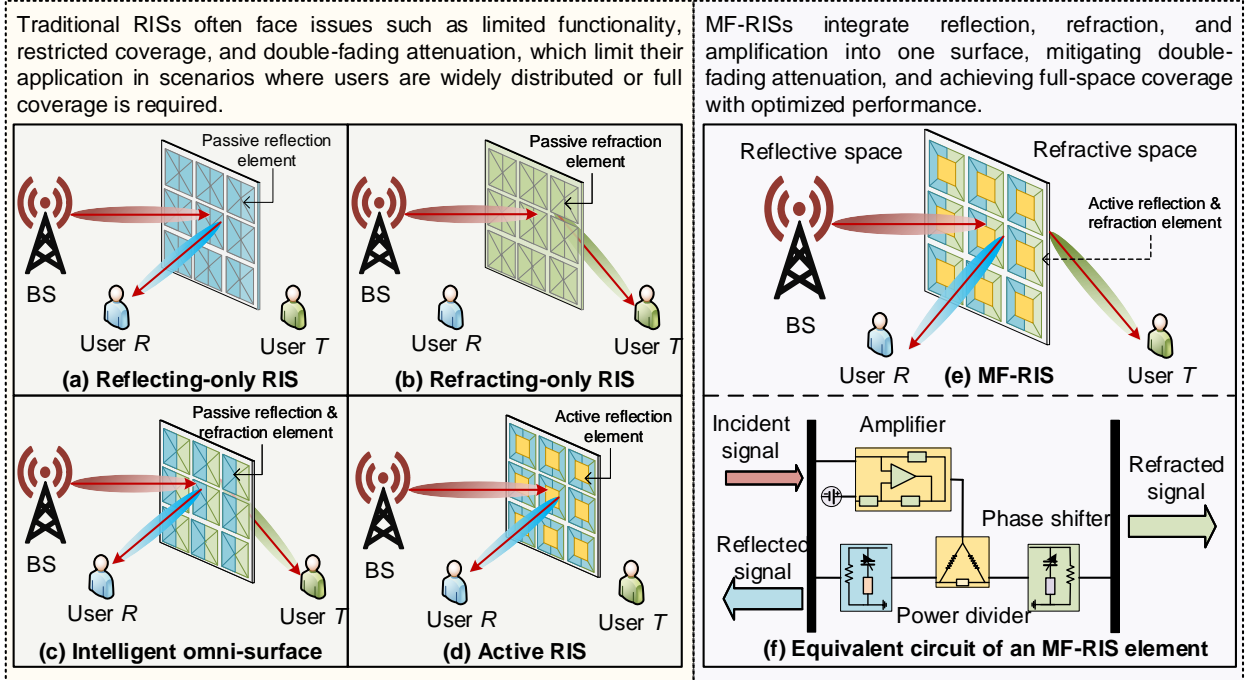 Traditional RISs often face issues such as limited functionality,
restricted coverage, and double-fading attenuation, which limit their
application in scenarios where users are widely distributed or full
coverage is required.
Passive reflection
element
BS
User R
User T
(a) Reflecting-only RIS
Passive refraction
element
BS
User R
User T
(b) Refracting-only RIS
Passive reflection &
refraction element
BS
User R
User T
(c) Intelligent omni-surface
Active reflection
element
BS
User R
User T
(d) Active RIS
MF-RISs integrate reflection, refraction, and
amplification into one surface, mitigating double-
fading attenuation, and achieving full-space coverage
with optimized performance.
Reflective space
Refractive space
Active reflection &
refraction element
BS
User R
User T
(e) MF-RIS
Incident
signal
Amplifier
Refracted
signal
Phase shifter
Reflected
signal
Power divider
(f) Equivalent circuit of an MF-RIS element